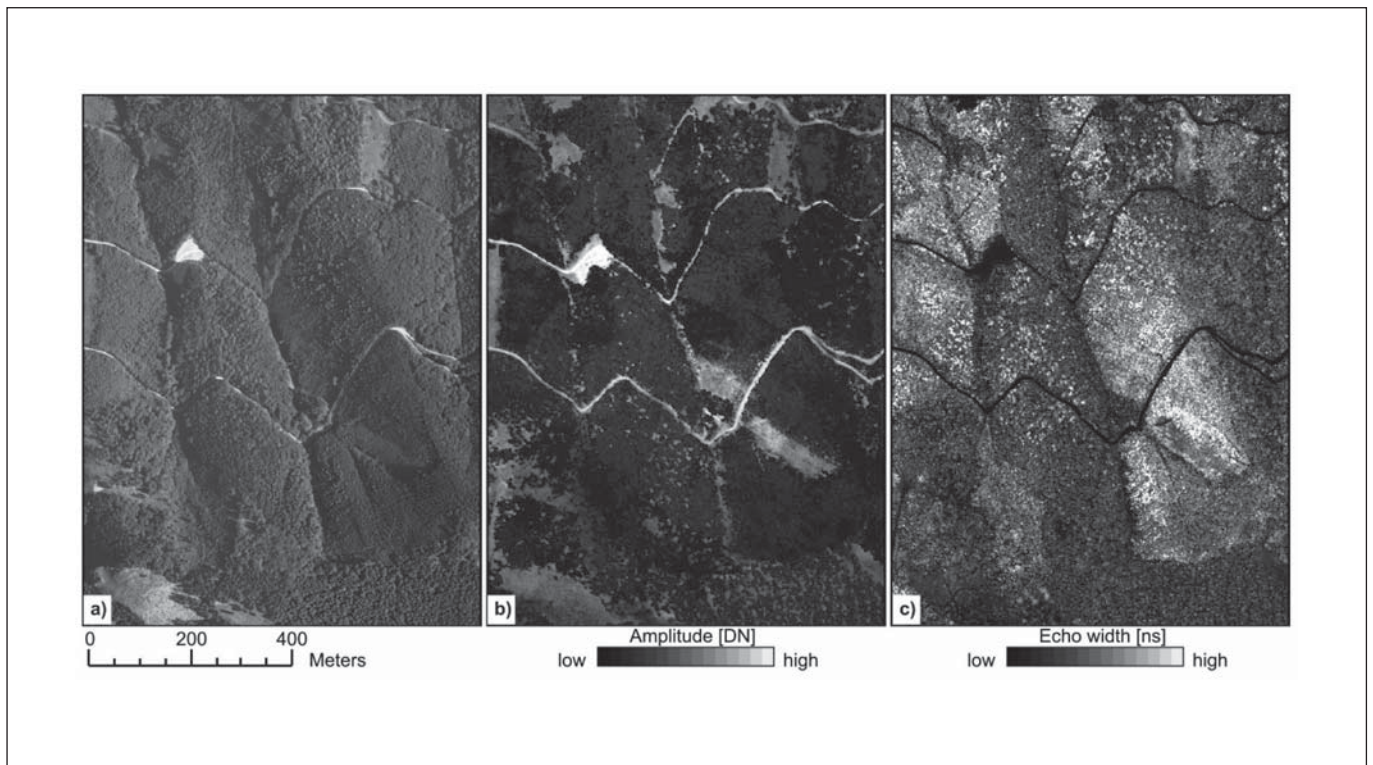 a)
b)
c)
0 200 400
Meters
Amplitude [DN]
low high
Echo width [ns]
low high